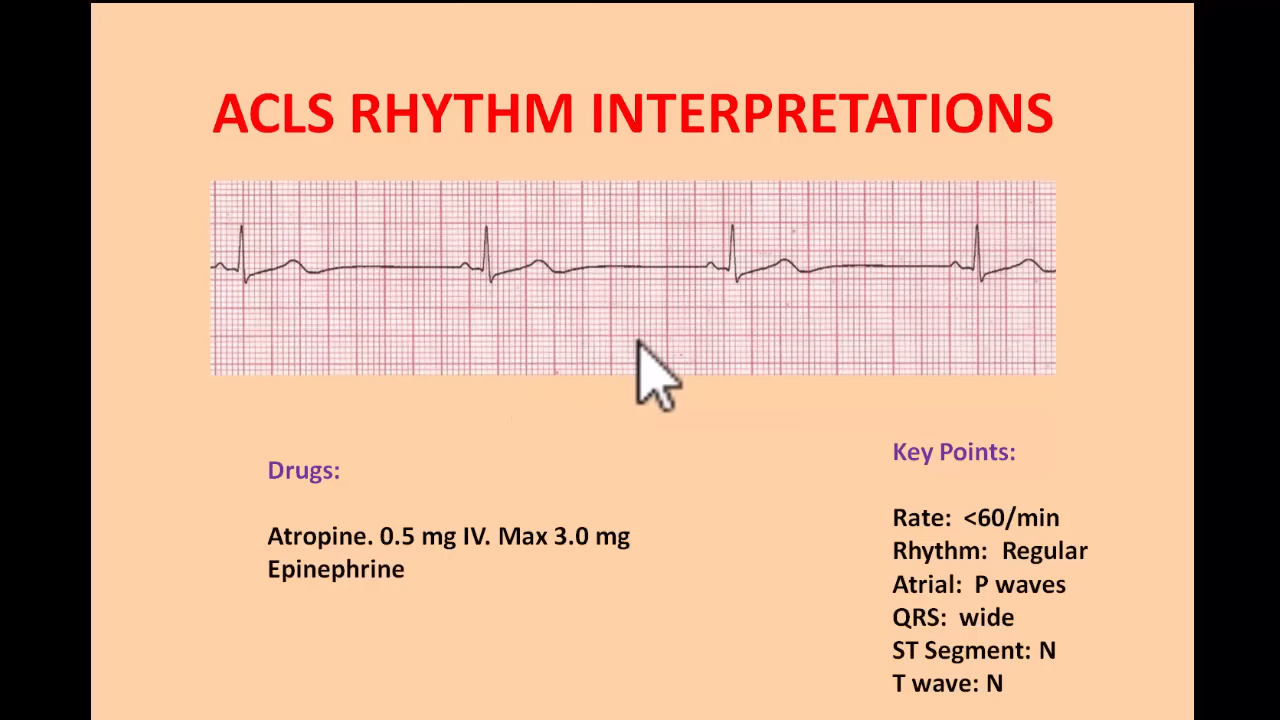 ACLS RHYTHM INTERPRETATIONS
Drugs:
Atropine. 0.5 mg IV. Max 3.0 mg
Epinephrine
Key Points:
Rate: <60/min
Rhythm: Regular
Atrial: P waves
QRS: wide
ST Segment: N
T wave: N